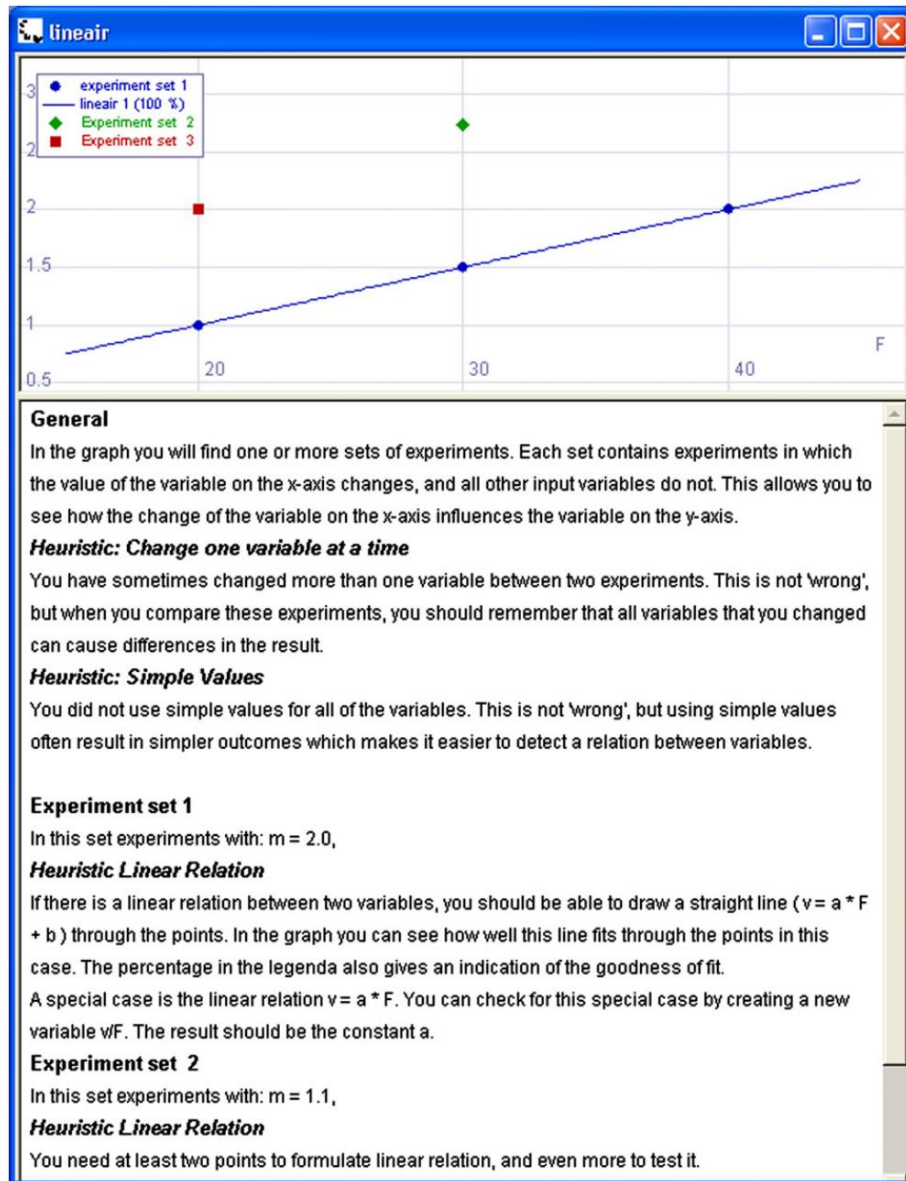 lineair
experiment set 1
lineair 1 (100 %)
Experiment set 2
Experiment set 3
3
2
2
1.5
1
0.5
20
30
40
F
General
In the graph you will find one or more sets of experiments. Each set contains experiments in which
the value of the variable on the x-axis changes, and all other input variables do not. This allows you to
see how the change of the variable on the x-axis influences the variable on the y-axis.
Heuristic: Change one variable at a time
You have sometimes changed more than one variable between two experiments. This is not 'wrong',
but when you compare these experiments, you should remember that all variables that you changed
can cause differences in the result.
Heuristic: Simple Values
You did not use simple values for all of the variables. This is not 'wrong', but using simple values
often result in simpler outcomes which makes it easier to detect a relation between variables.
Experiment set 1
In this set experiments with: m = 2.0,
Heuristic Linear Relation
If there is a linear relation between two variables, you should be able to draw a straight line ( v = a * F
+ b ) through the points. In the graph you can see how well this line fits through the points in this
case. The percentage in the legenda also gives an indication of the goodness of fit.
A special case is the linear relation v = a * F. You can check for this special case by creating a new
variable v/F. The result should be the constant a.
Experiment set 2
In this set experiments with: m = 1.1,
Heuristic Linear Relation
You need at least two points to formulate linear relation, and even more to test it.